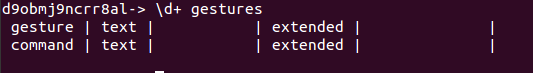 d9obmj9ncrr8al-> \d+ gestures
 gesture | text |           | extended |              |
 command | text |           | extended |              |